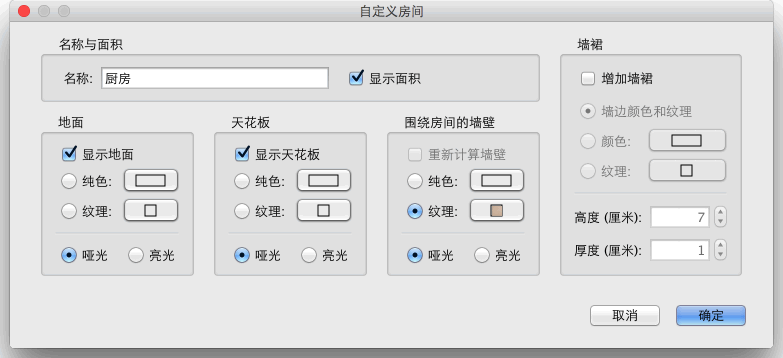 自定义房间
名称与面积
名称: 厨房 显示面积
地面
显示地面
纯色:
纹理:
哑光 亮光
天花板
显示天花板
纯色:
纹理:
哑光 亮光
围绕房间的墙壁
重新计算墙壁
纯色:
纹理:
哑光 亮光
墙裙
增加墙裙
墙边颜色和纹理
颜色:
纹理:
高度 (厘米): 7
厚度 (厘米): 1
取消 确定